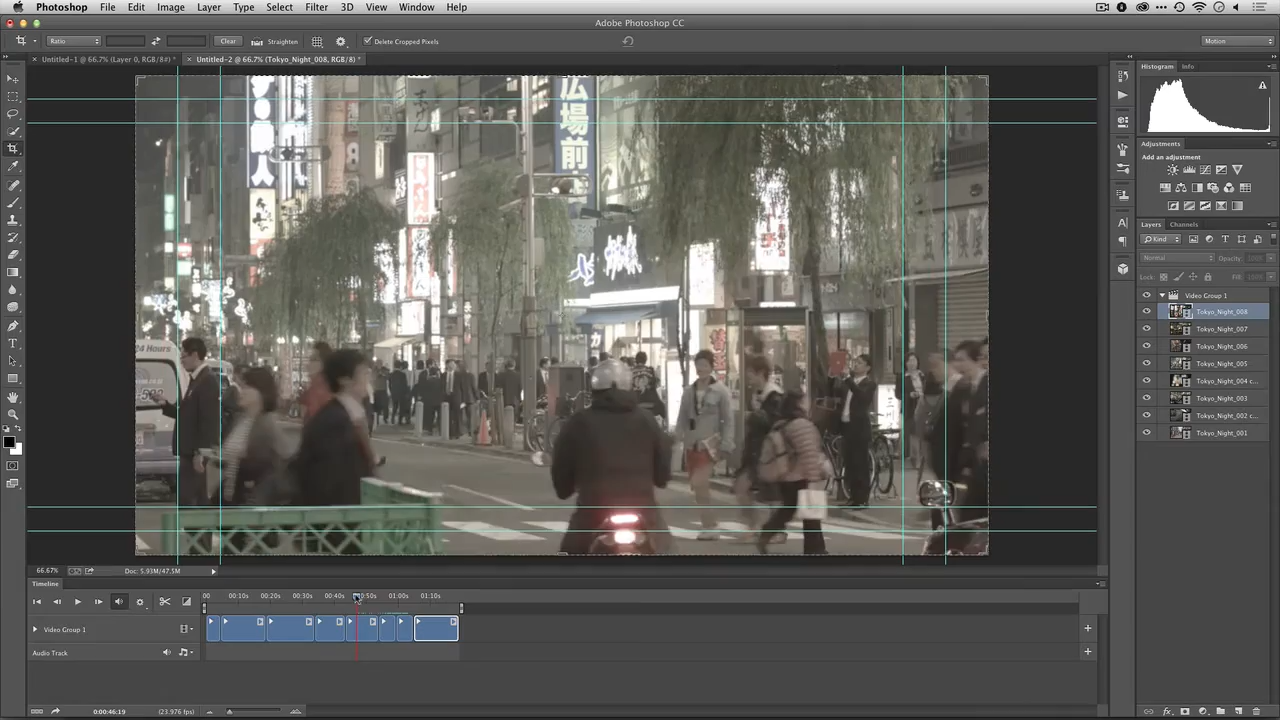 Photoshop File Edit Image Layer Type Select Filter 3D View Window Help
Adobe Photoshop CC
Ratio Clear Straighten Delete Cropped Pixels Motion
Untitled-1 @ 66.7% (Layer 0, RGB/8#) *
Untitled-2 @ 66.7% (Tokyo_Night_008, RGB/8) *
Histogram Info
Adjustments
Add an adjustment
Layers Channels
Kind
Normal Opacity:
Lock: Fill:
Video Group 1
Tokyo_Night_008
Tokyo_Night_007
Tokyo_Night_006
Tokyo_Night_005
Tokyo_Night_004 c...
Tokyo_Night_003
Tokyo_Night_002 c...
Tokyo_Night_001
広場前
職人
24 Hours
66.67% Doc: 5.93M/47.5M
Timeline
00 00:10s 00:20s 00:30s 00:40s 00:50s 01:00s 01:10s
Video Group 1
Audio Track
0:00:46:19 (23.976 fps)